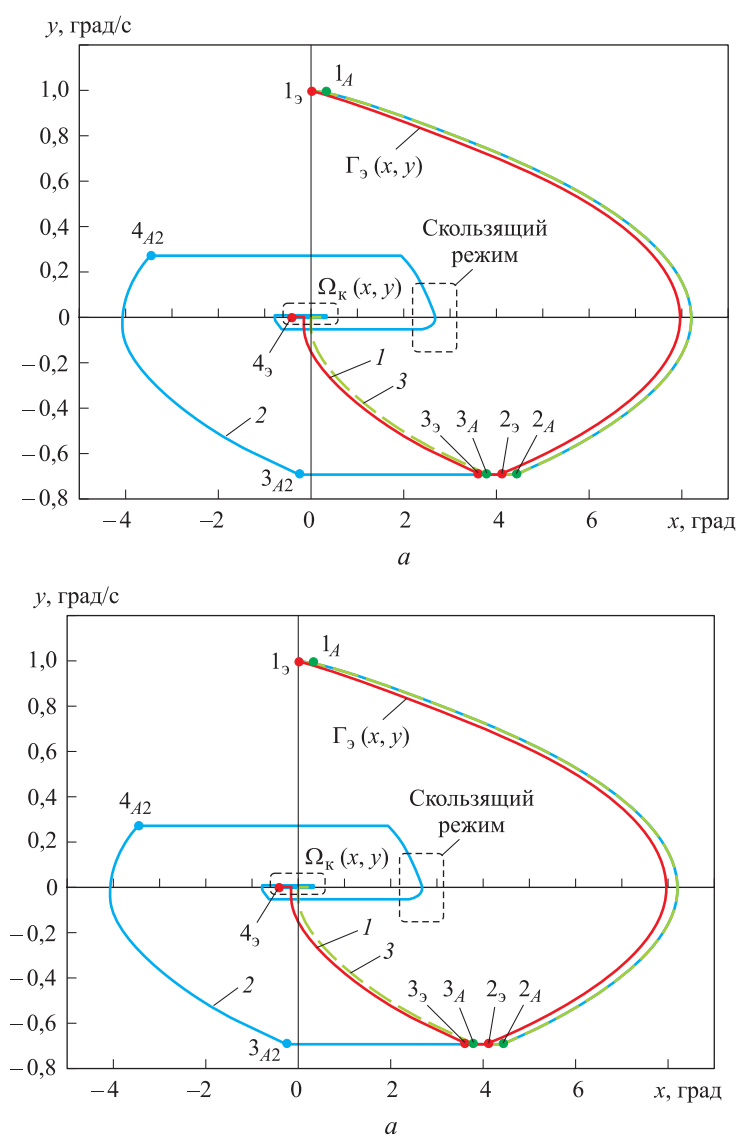 y, град/с
1,0
0,8
0,6
0,4
0,2
0
−0,2
−0,4
−0,6
−0,8
1э
1A
Гэ (x, y)
4A2
Скользящий
режим
Ωк (x, y)
4э
1
3
2
3э 3A 2э 2A
3A2
−4 −2 0 2 4 6 x, град
а
y, град/с
1,0
0,8
0,6
0,4
0,2
0
−0,2
−0,4
−0,6
−0,8
1э
1A
Гэ (x, y)
4A2
Скользящий
режим
Ωк (x, y)
4э
1
3
2
3э 3A 2э 2A
3A2
−4 −2 0 2 4 6 x, град
а